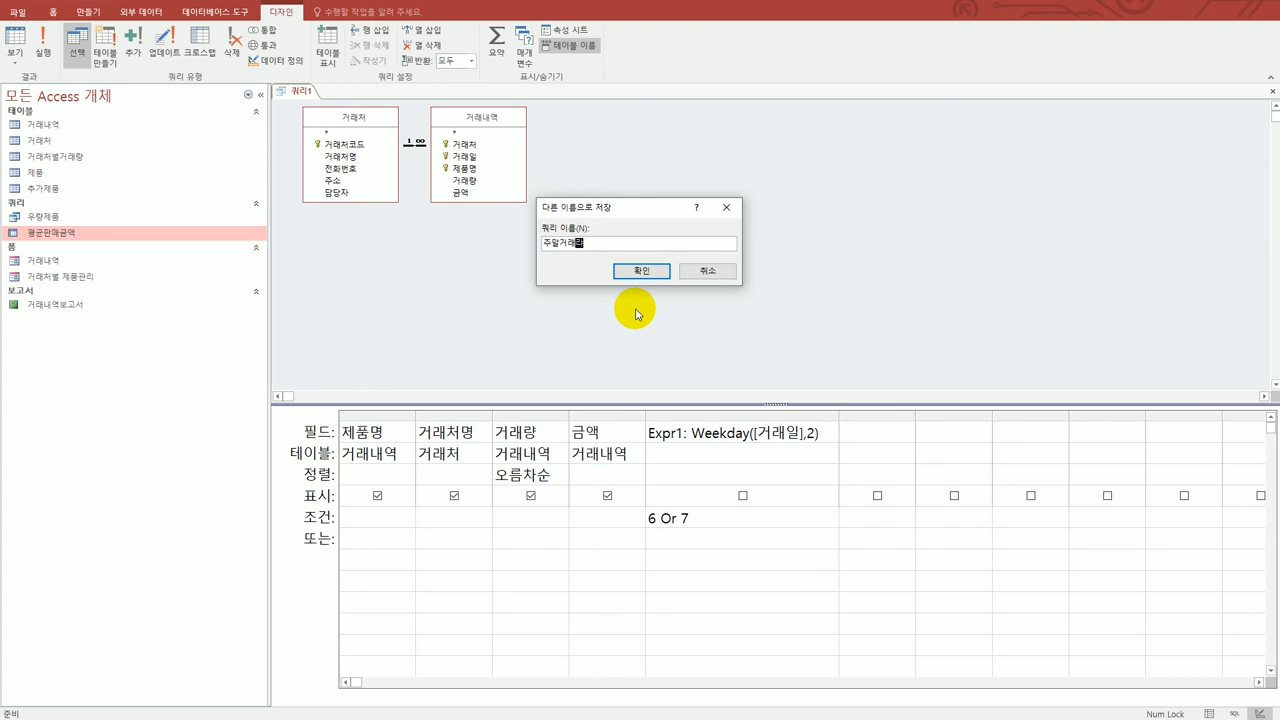 파일 홈 만들기 외부 데이터 데이터베이스 도구 디자인 수행할 작업을 알려 주세요.
보기 실행 선택 테이블 만들기 추가 업데이트 크로스탭 삭제 통합 통과 데이터 정의 테이블 표시 행 삽입 행 삭제 작성기 열 삽입 열 삭제 반환: 모두 요약 매개 변수 속성 시트 테이블 이름
결과 쿼리 유형 쿼리 설정 표시/숨기기
모든 Access 개체
테이블
거래내역
거래처
거래처별거래량
제품
추가제품
쿼리
우량제품
평균판매금액
폼
거래내역
거래처별 제품관리
보고서
거래내역보고서
쿼리1
거래처
*
거래처코드
거래처명
전화번호
주소
담당자
1 ∞
거래내역
*
거래처
거래일
제품명
거래량
금액
다른 이름으로 저장 ?
쿼리 이름(N):
확인 취소
필드: 제품명 거래처명 거래량 금액 Expr1: Weekday([거래일],2)
테이블: 거래내역 거래처 거래내역 거래내역
정렬: 오름차순
표시:
조건: 6 Or 7
또는:
준비 Num Lock SQL